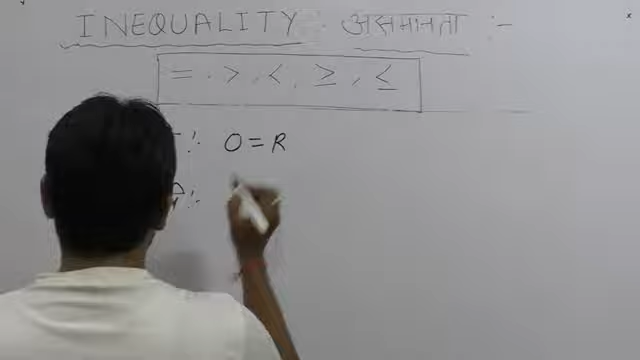 INEQUALITY : असमानता :-
= , > , < , ≥ , ≤
O = R